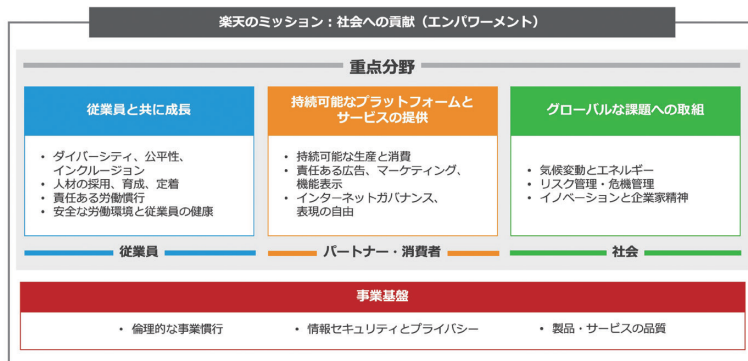 楽天のミッション：社会への貢献（エンパワーメント）
重点分野
従業員と共に成長
・ ダイバーシティ、公平性、
インクルージョン
・ 人材の採用、育成、定着
・ 責任ある労働慣行
・ 安全な労働環境と従業員の健康
従業員
持続可能なプラットフォームと
サービスの提供
・ 持続可能な生産と消費
・ 責任ある広告、マーケティング、
機能表示
・ インターネットガバナンス、
表現の自由
パートナー・消費者
グローバルな課題への取組
・ 気候変動とエネルギー
・ リスク管理・危機管理
・ イノベーションと企業家精神
社会
事業基盤
・ 倫理的な事業慣行
・ 情報セキュリティとプライバシー
・ 製品・サービスの品質